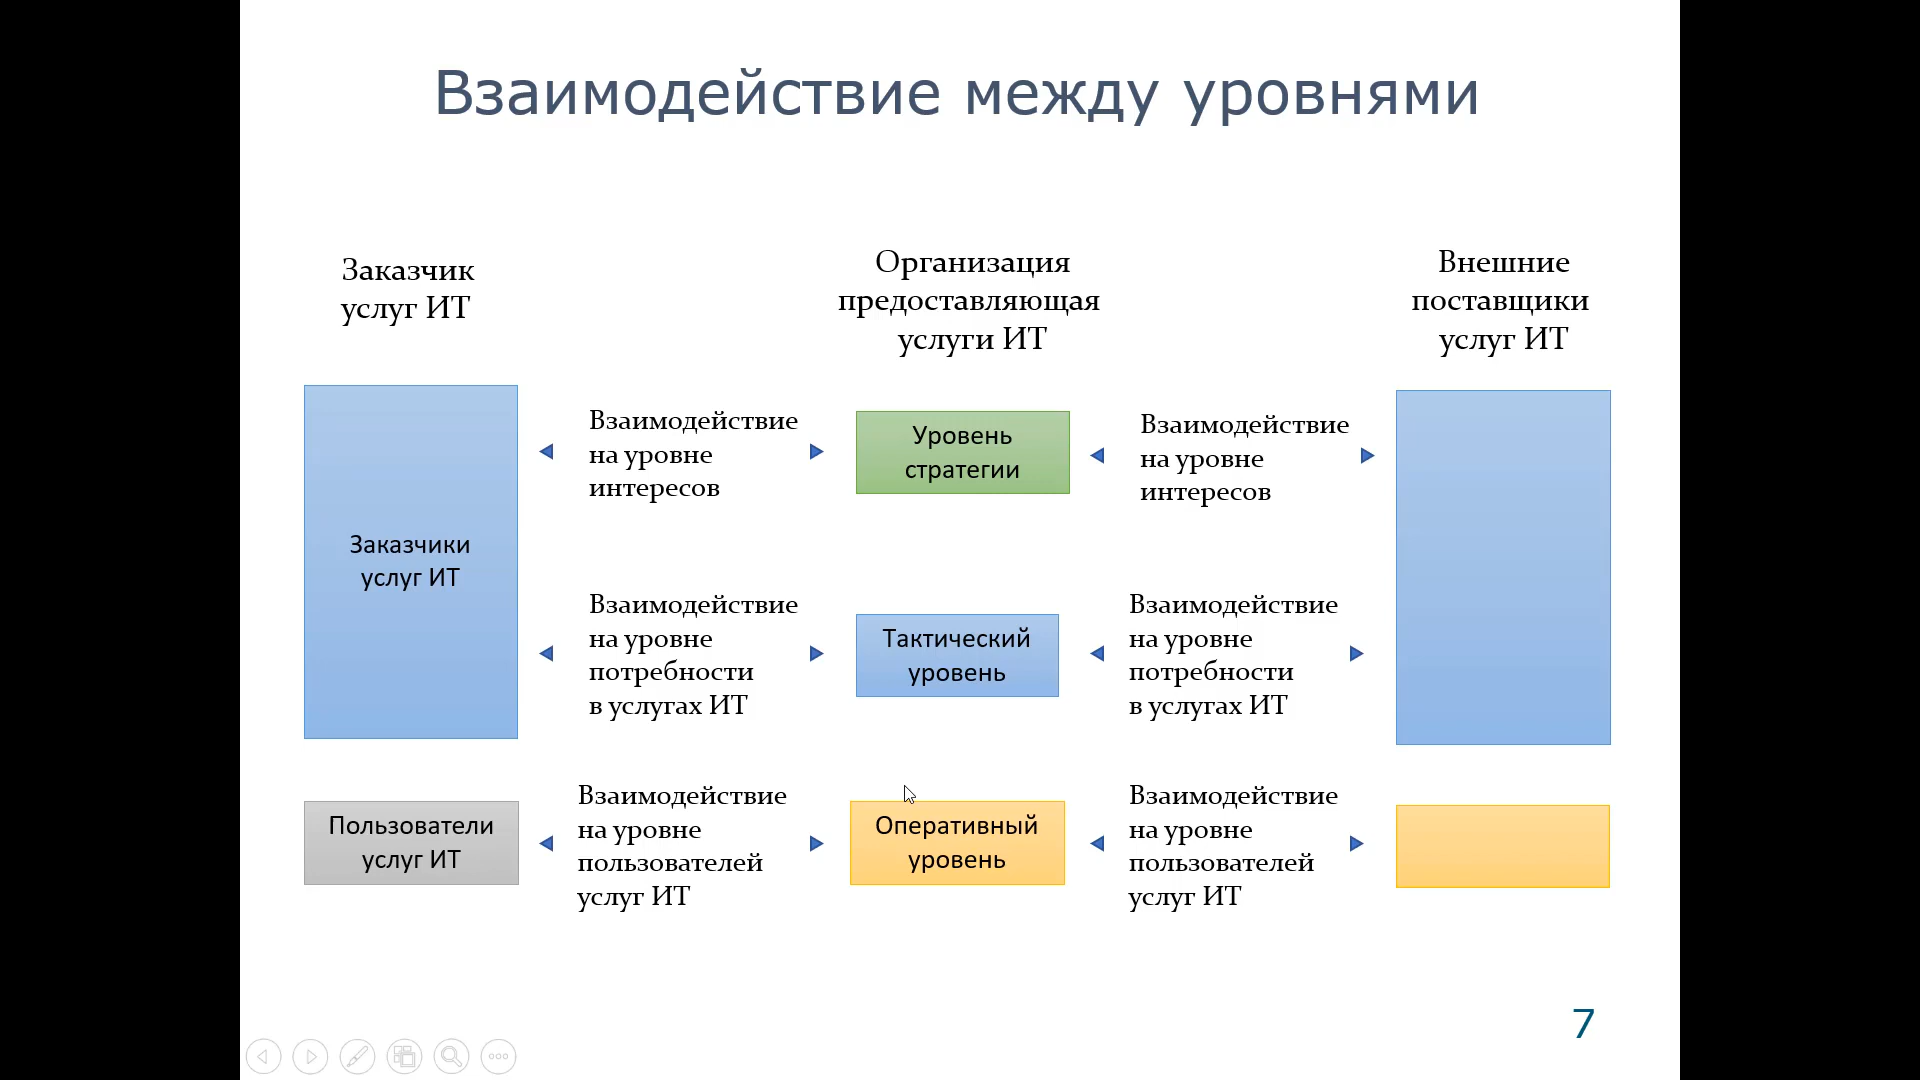 Взаимодействие между уровнями
Заказчик
услуг ИТ
Организация
предоставляющая
услуги ИТ
Внешние
поставщики
услуг ИТ
Заказчики
услуг ИТ
Взаимодействие
на уровне
интересов
Уровень
стратегии
Взаимодействие
на уровне
интересов
Взаимодействие
на уровне
потребности
в услугах ИТ
Тактический
уровень
Взаимодействие
на уровне
потребности
в услугах ИТ
Пользователи
услуг ИТ
Взаимодействие
на уровне
пользователей
услуг ИТ
Оперативный
уровень
Взаимодействие
на уровне
пользователей
услуг ИТ
7